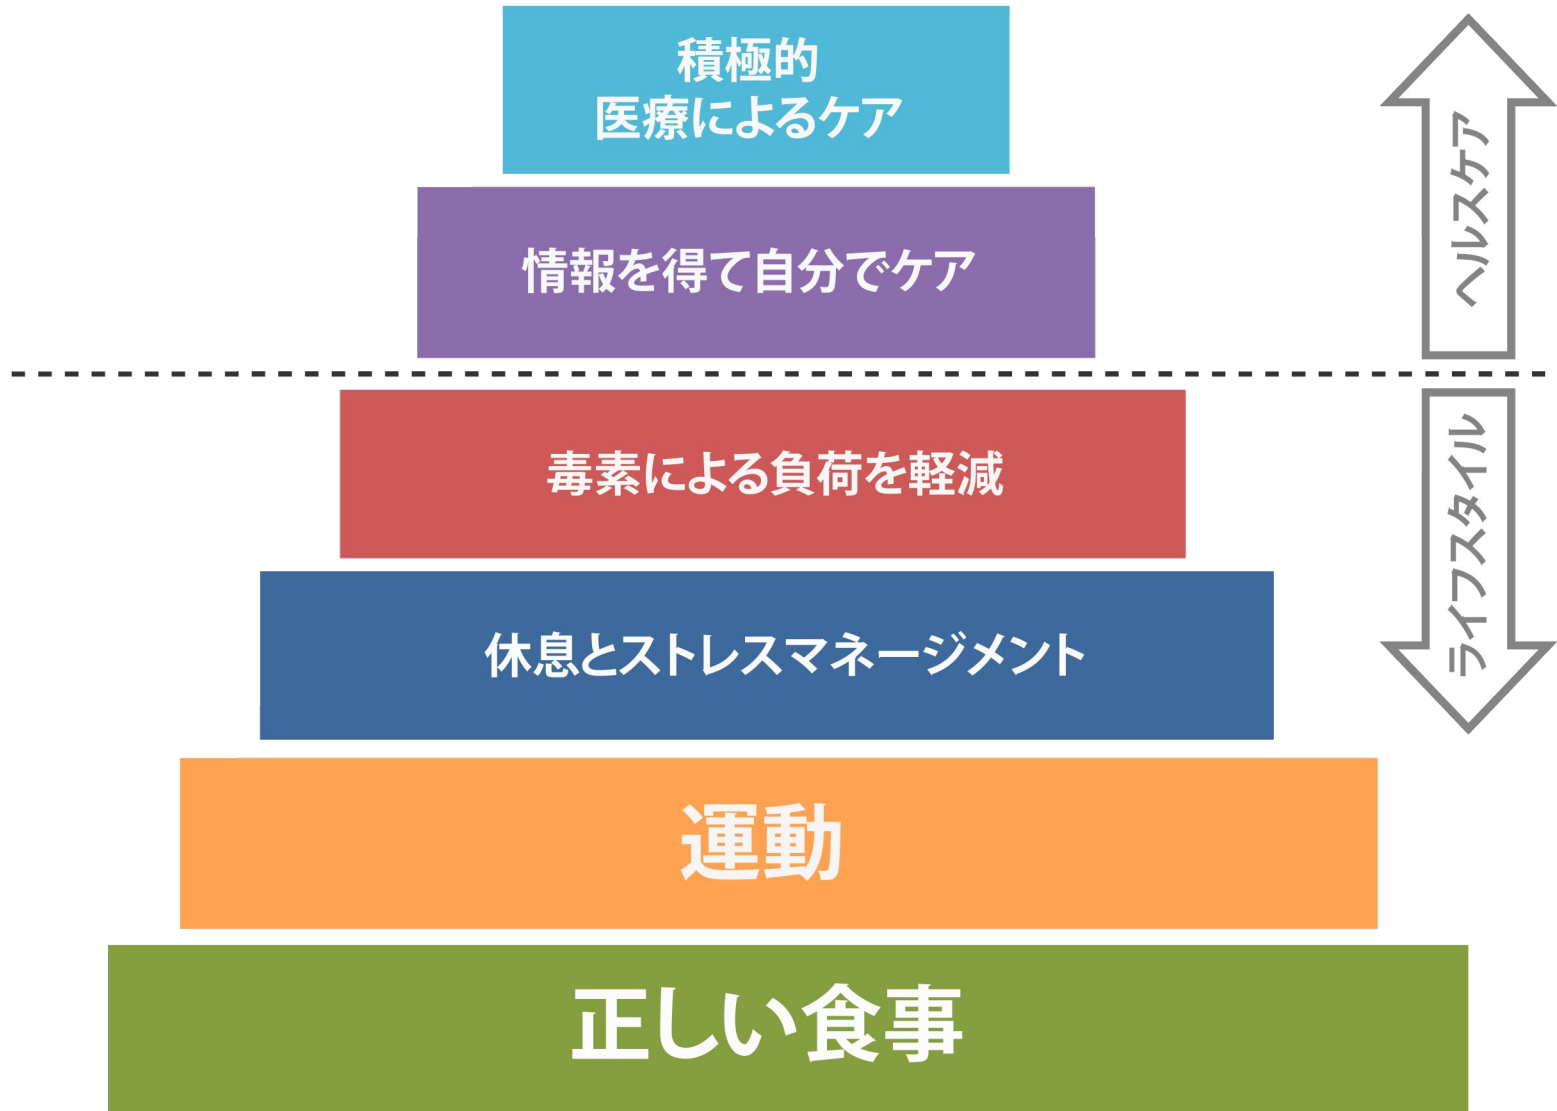 積極的
医療によるケア
情報を得て自分でケア
毒素による負荷を軽減
休息とストレスマネージメント
運動
正しい食事
ヘルスケア
ライフスタイル